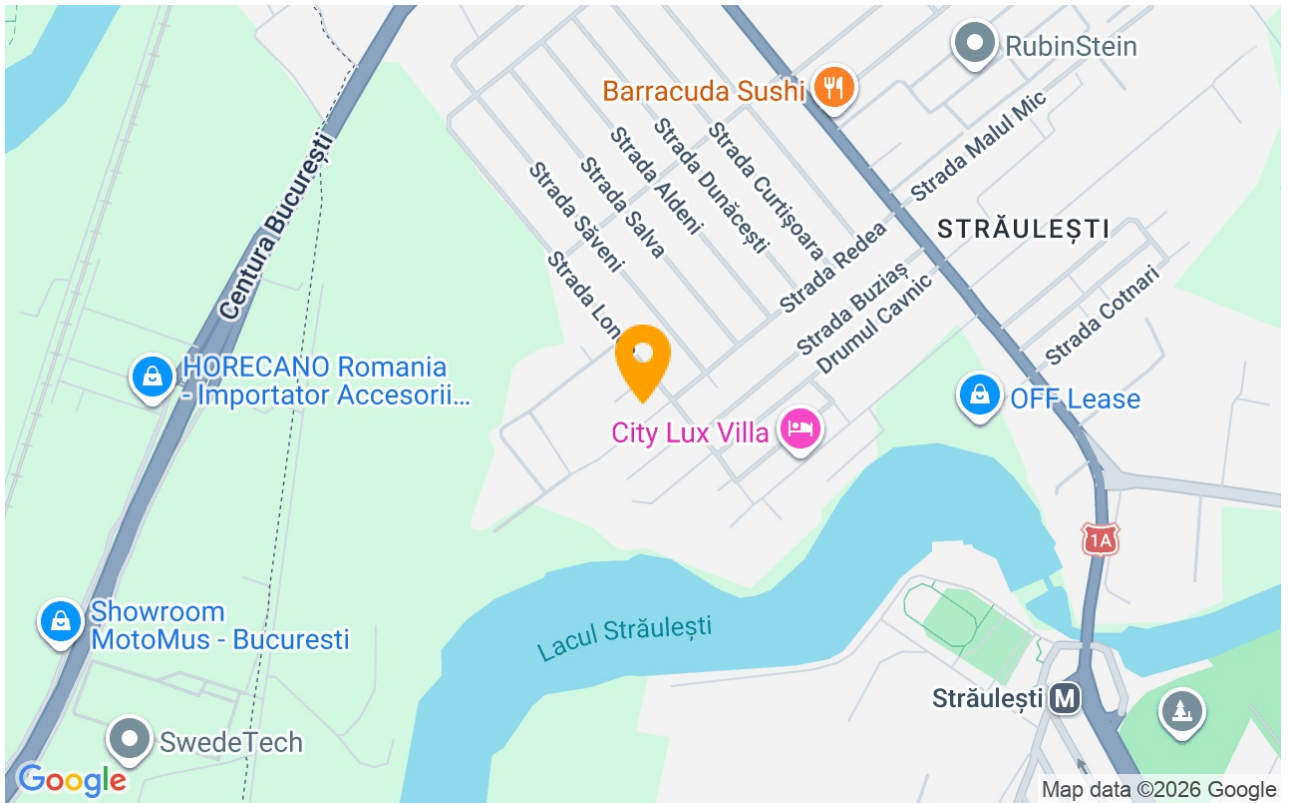 RubinStein
Barracuda Sushi
Strada Malul Mic
Centura București
Strada Curtișoara
Strada Dunăcești
Strada Aldeni
Strada Salva
Strada Săveni
STRĂULEȘTI
Strada Redea
Strada Buziaș
Drumul Cavnic
Strada Cotnari
Strada
HORECANO Romania
- Importator Accesorii...
OFF Lease
City Lux Villa
1A
Showroom
MotoMus - Bucuresti
Lacul Străulești
Străulești M
SwedeTech
Google
Map data ©2026 Google